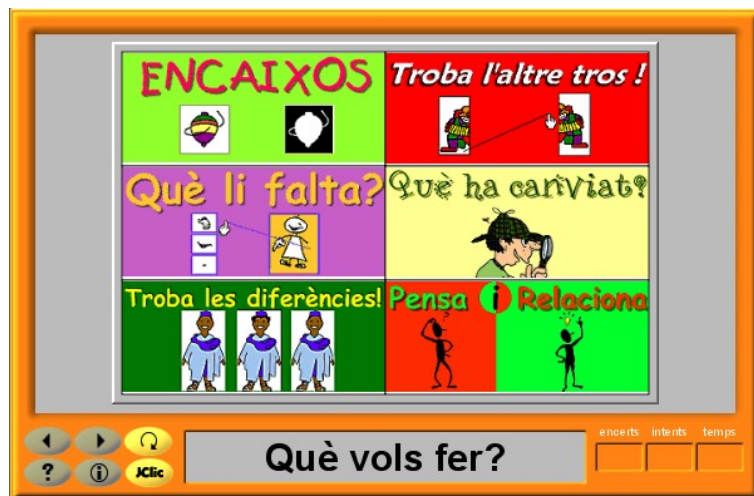 ENCAIXOS
Troba l'altre tros !
Què li falta?
Què ha canviat?
Troba les diferències!
Pensa i Relaciona
encerts intents temps
? i JClic
Què vols fer?